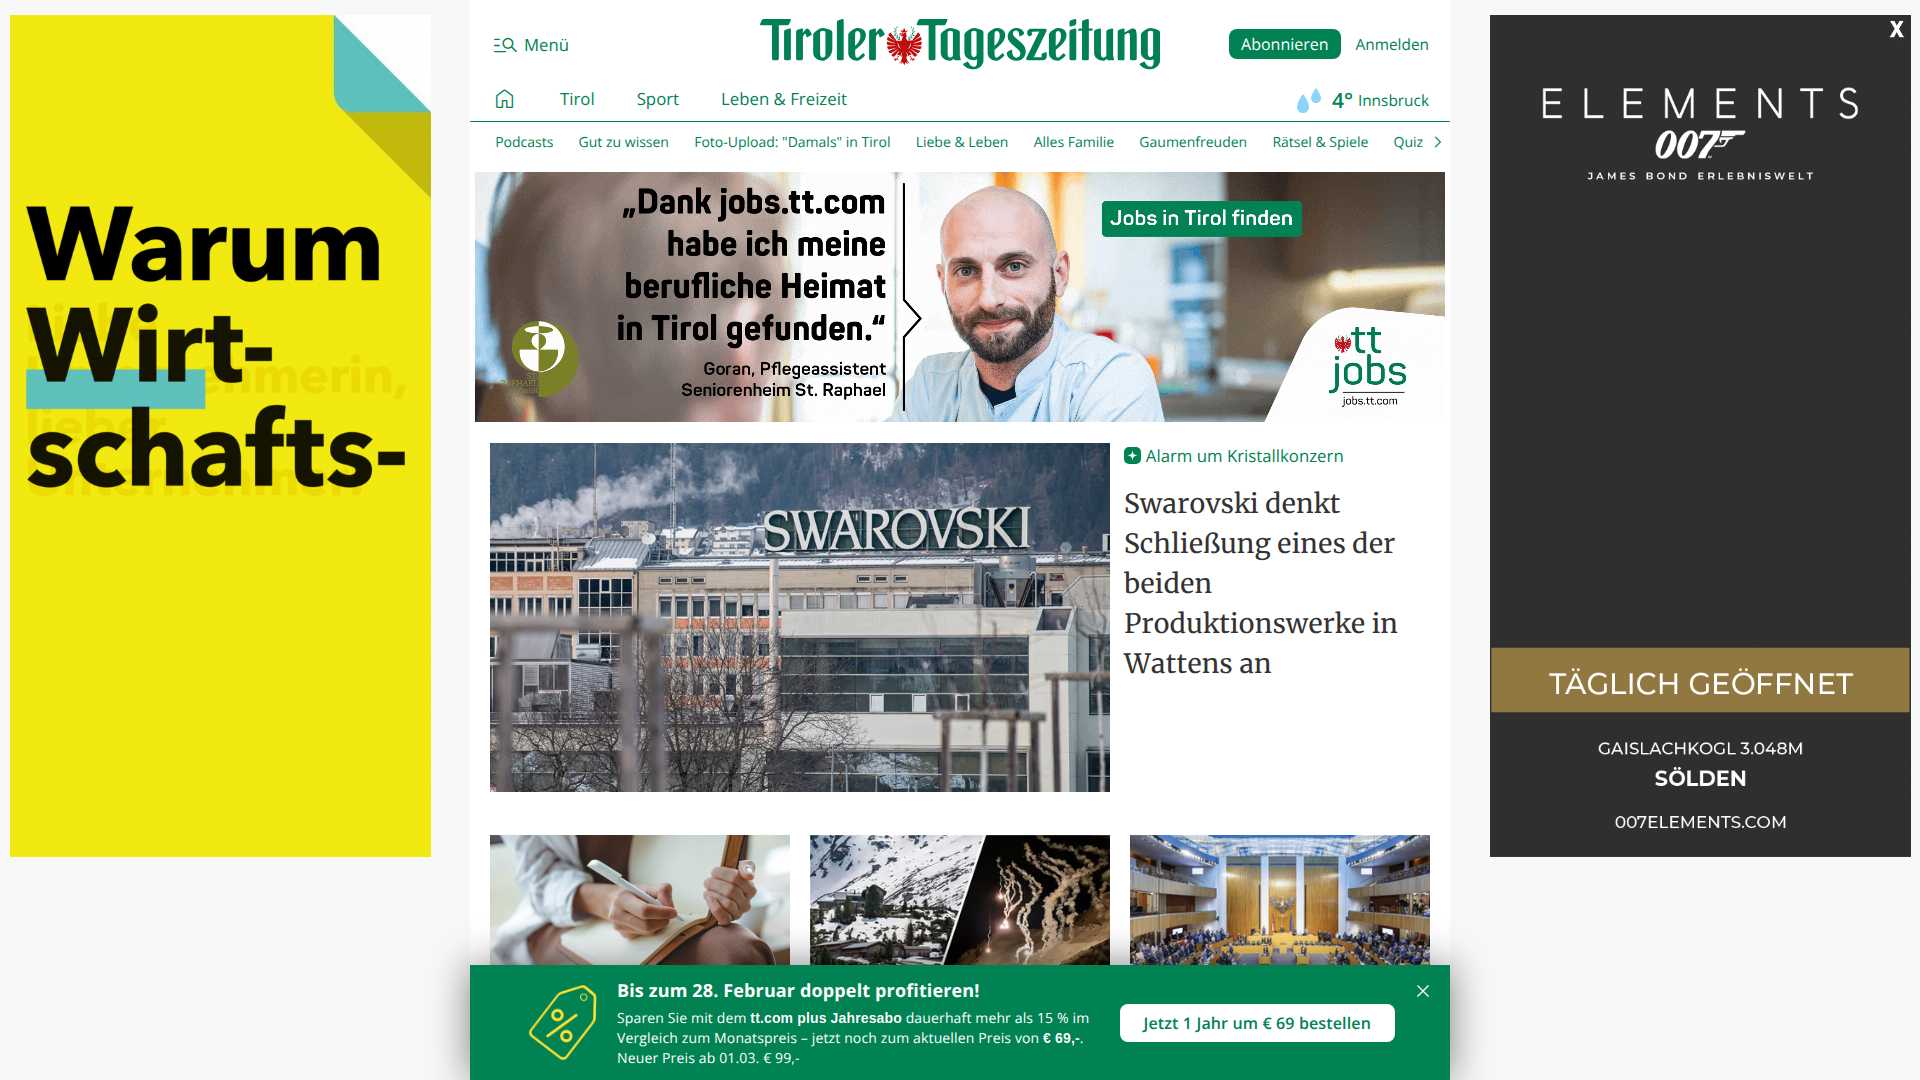 Menü
Tiroler Tageszeitung
Abonnieren
Anmelden
Tirol
Sport
Leben & Freizeit
4° Innsbruck
Podcasts
Gut zu wissen
Foto-Upload: "Damals" in Tirol
Liebe & Leben
Alles Familie
Gaumenfreuden
Rätsel & Spiele
Quiz
Warum
Wirt-
schafts-
„Dank jobs.tt.com
habe ich meine
berufliche Heimat
in Tirol gefunden.“
Goran, Pflegeassistent
Seniorenheim St. Raphael
Jobs in Tirol finden
tt
jobs
jobs.tt.com
X
ELEMENTS
007
JAMES BOND ERLEBNISWELT
TÄGLICH GEÖFFNET
GAISLACHKOGL 3.048M
SÖLDEN
007ELEMENTS.COM
SWAROVSKI
Alarm um Kristallkonzern
Swarovski denkt
Schließung eines der
beiden
Produktionswerke in
Wattens an
Bis zum 28. Februar doppelt profitieren!
Sparen Sie mit dem tt.com plus Jahresabo dauerhaft mehr als 15 % im
Vergleich zum Monatspreis – jetzt noch zum aktuellen Preis von € 69,-.
Neuer Preis ab 01.03. € 99,-
Jetzt 1 Jahr um € 69 bestellen